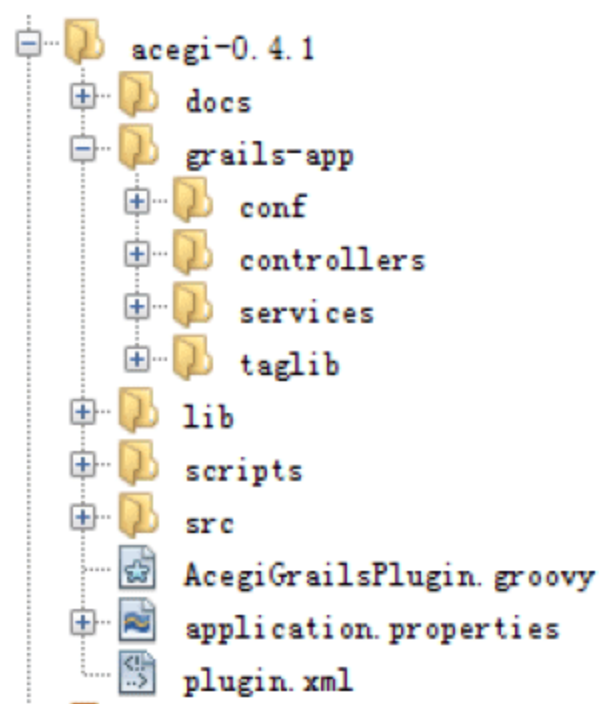 acegi-0.4.1
docs
grails-app
conf
controllers
services
taglib
lib
scripts
src
AcegiGrailsPlugin.groovy
application.properties
plugin.xml